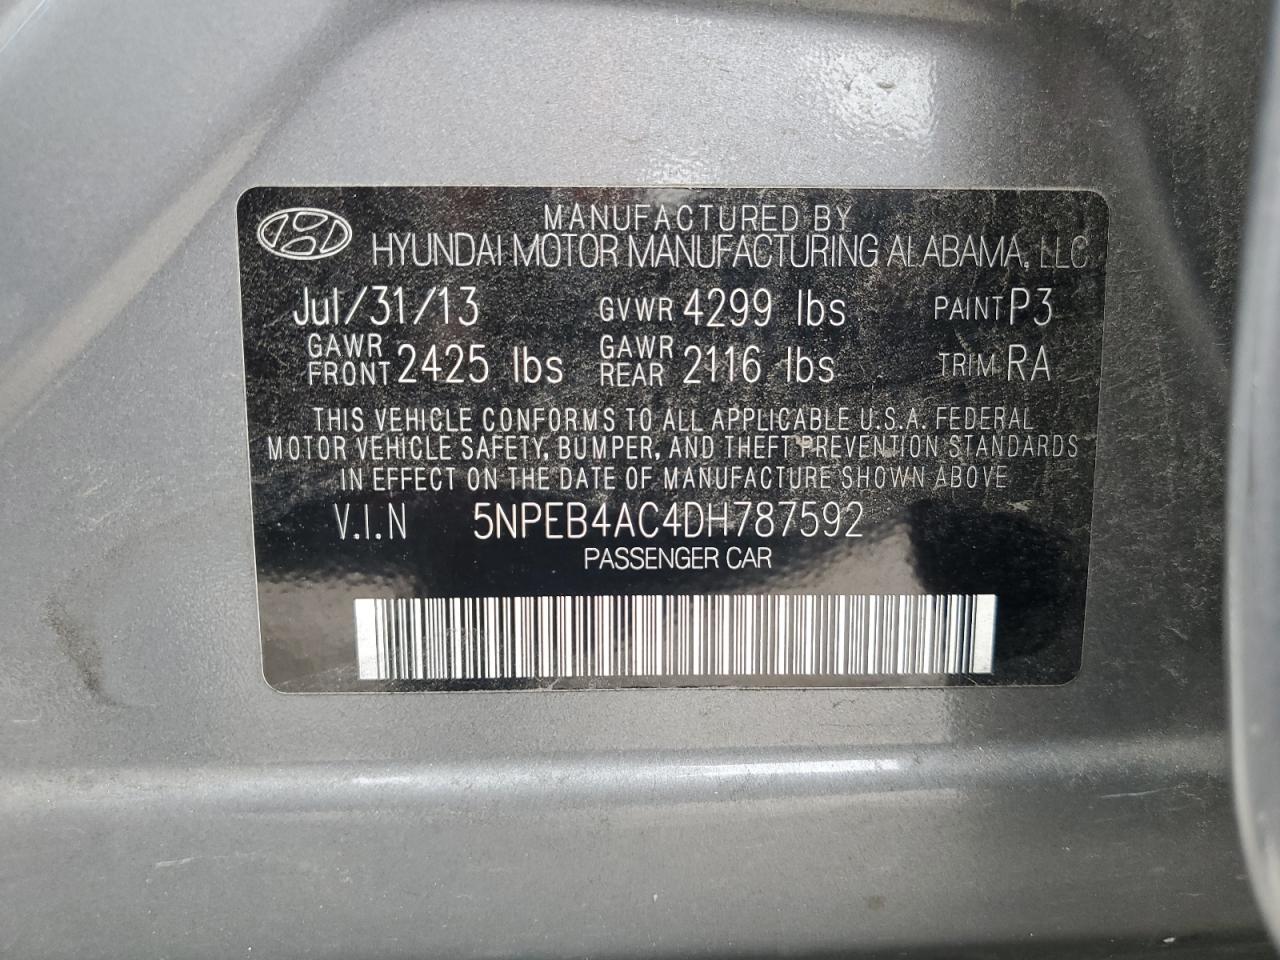 MANUFACTURED BY
HYUNDAI MOTOR MANUFACTURING ALABAMA, LLC
Jul/31/13 GVWR 4299 lbs PAINT P3
GAWR FRONT 2425 lbs GAWR REAR 2116 lbs TRIM RA
THIS VEHICLE CONFORMS TO ALL APPLICABLE U.S.A. FEDERAL
MOTOR VEHICLE SAFETY, BUMPER, AND THEFT PREVENTION STANDARDS
IN EFFECT ON THE DATE OF MANUFACTURE SHOWN ABOVE
V.I.N 5NPEB4AC4DH787592
PASSENGER CAR